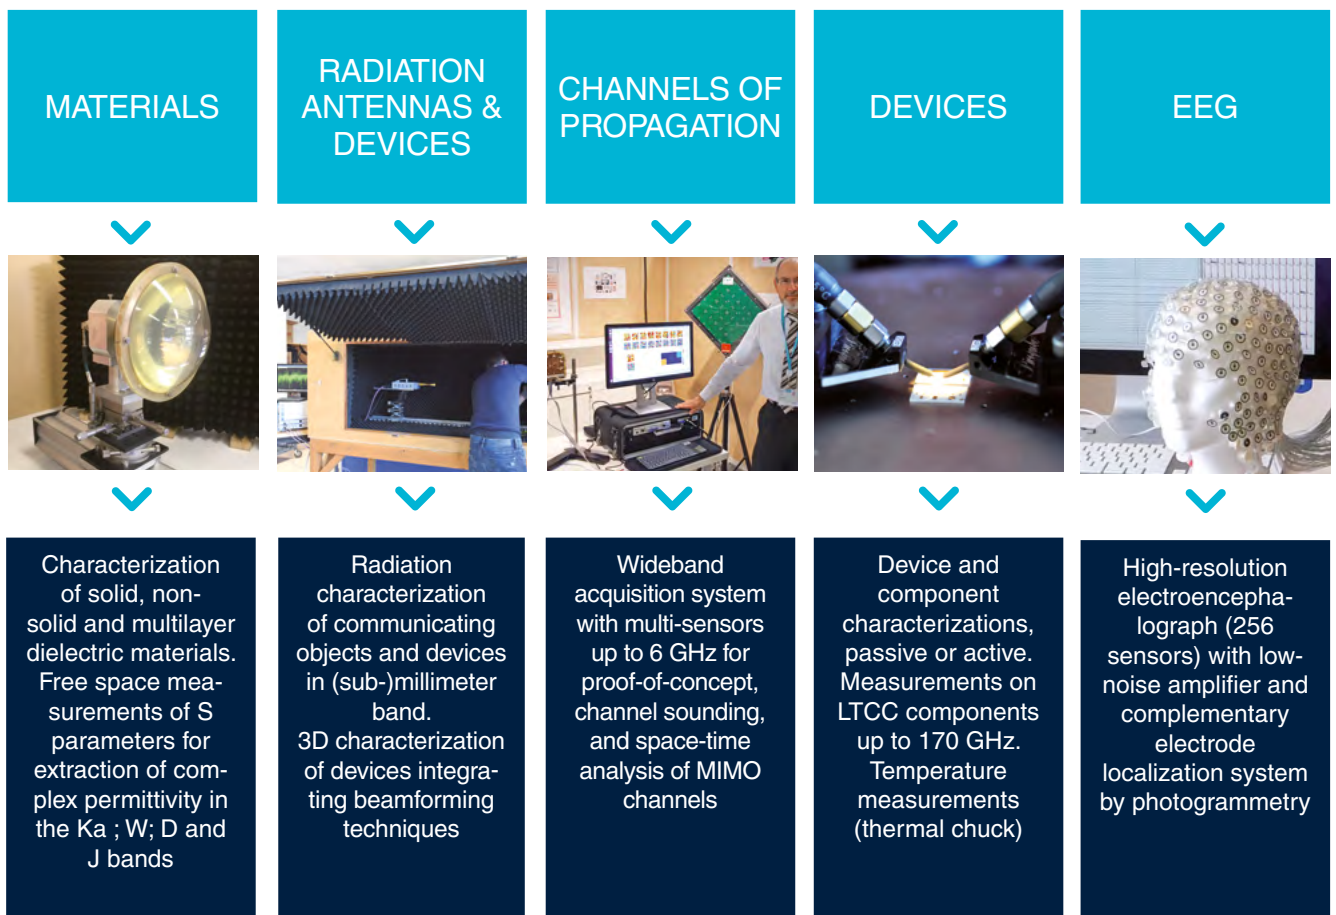 MATERIALS
RADIATION
ANTENNAS &
DEVICES
CHANNELS OF
PROPAGATION
DEVICES
EEG
Characterization
of solid, non-
solid and multilayer
dielectric materials.
Free space mea-
surements of S
parameters for
extraction of com-
plex permittivity in
the Ka ; W; D and
J bands
Radiation
characterization
of communicating
objects and devices
in (sub-)millimeter
band.
3D characterization
of devices integra-
ting beamforming
techniques
Wideband
acquisition system
with multi-sensors
up to 6 GHz for
proof-of-concept,
channel sounding,
and space-time
analysis of MIMO
channels
Device and
component
characterizations,
passive or active.
Measurements on
LTCC components
up to 170 GHz.
Temperature
measurements
(thermal chuck)
High-resolution
electroencepha-
lograph (256
sensors) with low-
noise amplifier and
complementary
electrode
localization system
by photogrammetry